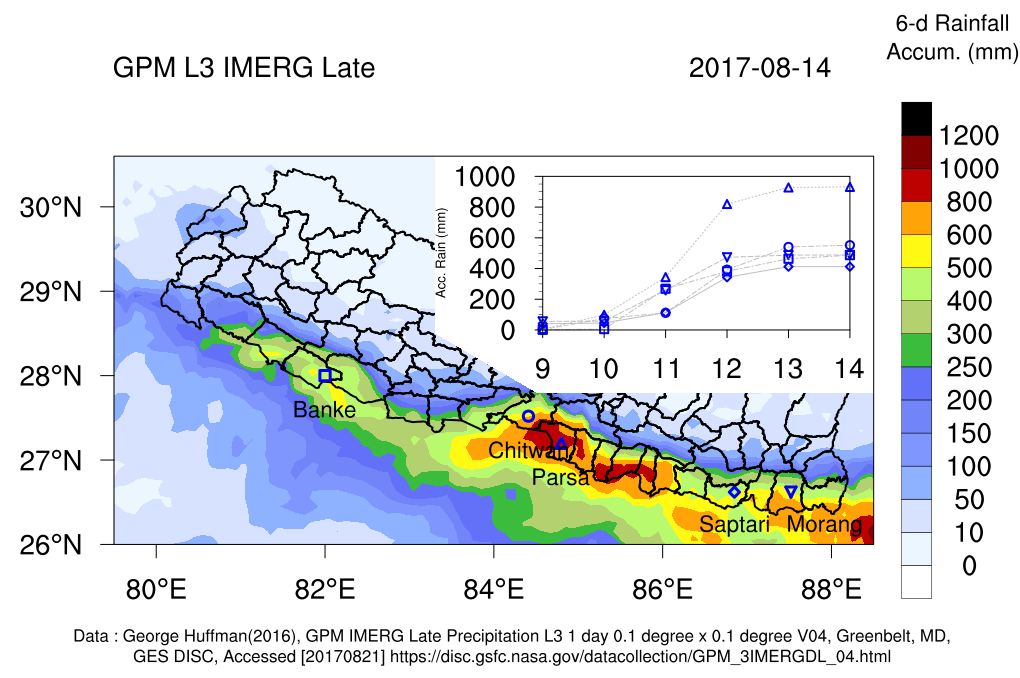 6-d Rainfall
Accum. (mm)
GPM L3 IMERG Late 2017-08-14
1200
1000
800
600
500
400
300
250
200
150
100
50
10
0
30°N
29°N
28°N
27°N
26°N
80°E 82°E 84°E 86°E 88°E
Acc. Rain (mm)
1000
800
600
400
200
0
9 10 11 12 13 14
Banke
Chitwan
Parsa
Saptari Morang
Data : George Huffman(2016), GPM IMERG Late Precipitation L3 1 day 0.1 degree x 0.1 degree V04, Greenbelt, MD,
GES DISC, Accessed [20170821] https://disc.gsfc.nasa.gov/datacollection/GPM_3IMERGDL_04.html